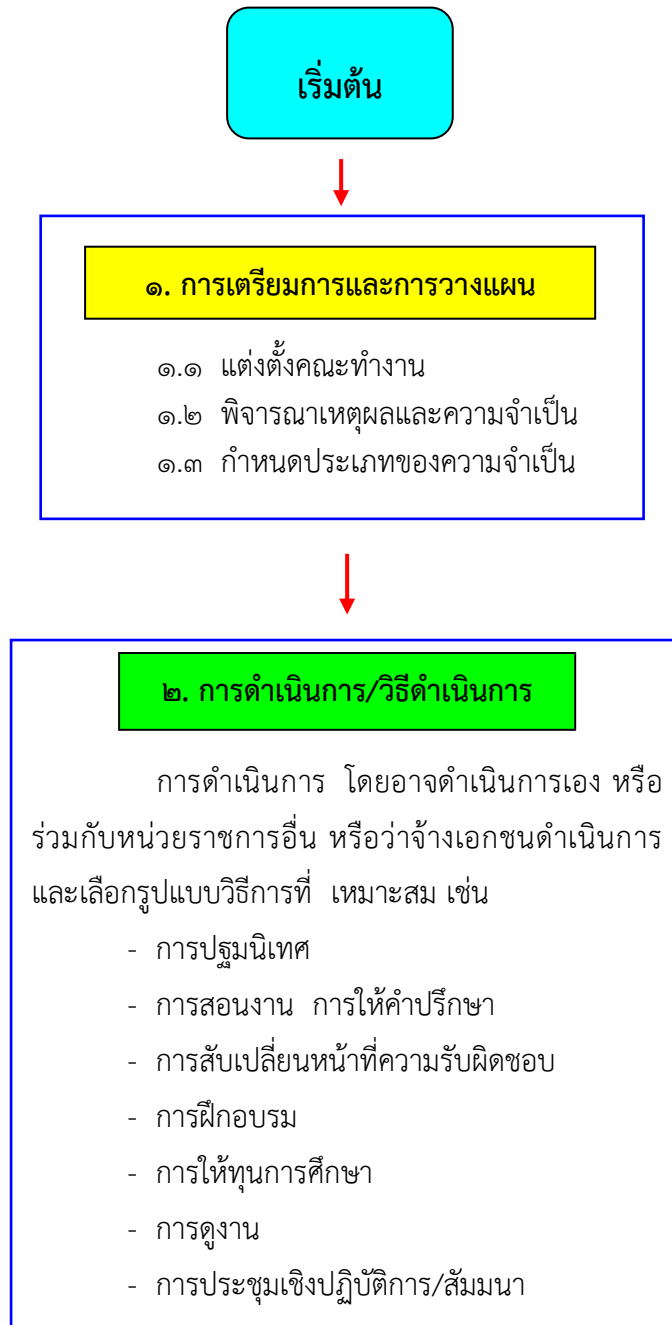 เริ่มต้น
๑. การเตรียมการและการวางแผน
๑.๑ แต่งตั้งคณะทำงาน
๑.๒ พิจารณาเหตุผลและความจำเป็น
๑.๓ กำหนดประเภทของความจำเป็น
๒. การดำเนินการ/วิธีดำเนินการ
การดำเนินการ โดยอาจดำเนินการเอง หรือ
ร่วมกับหน่วยราชการอื่น หรือว่าจ้างเอกชนดำเนินการ
และเลือกรูปแบบวิธีการที่ เหมาะสม เช่น
- การปฐมนิเทศ
- การสอนงาน การให้คำปรึกษา
- การสับเปลี่ยนหน้าที่ความรับผิดชอบ
- การฝึกอบรม
- การให้ทุนการศึกษา
- การดูงาน
- การประชุมเชิงปฏิบัติการ/สัมมนา